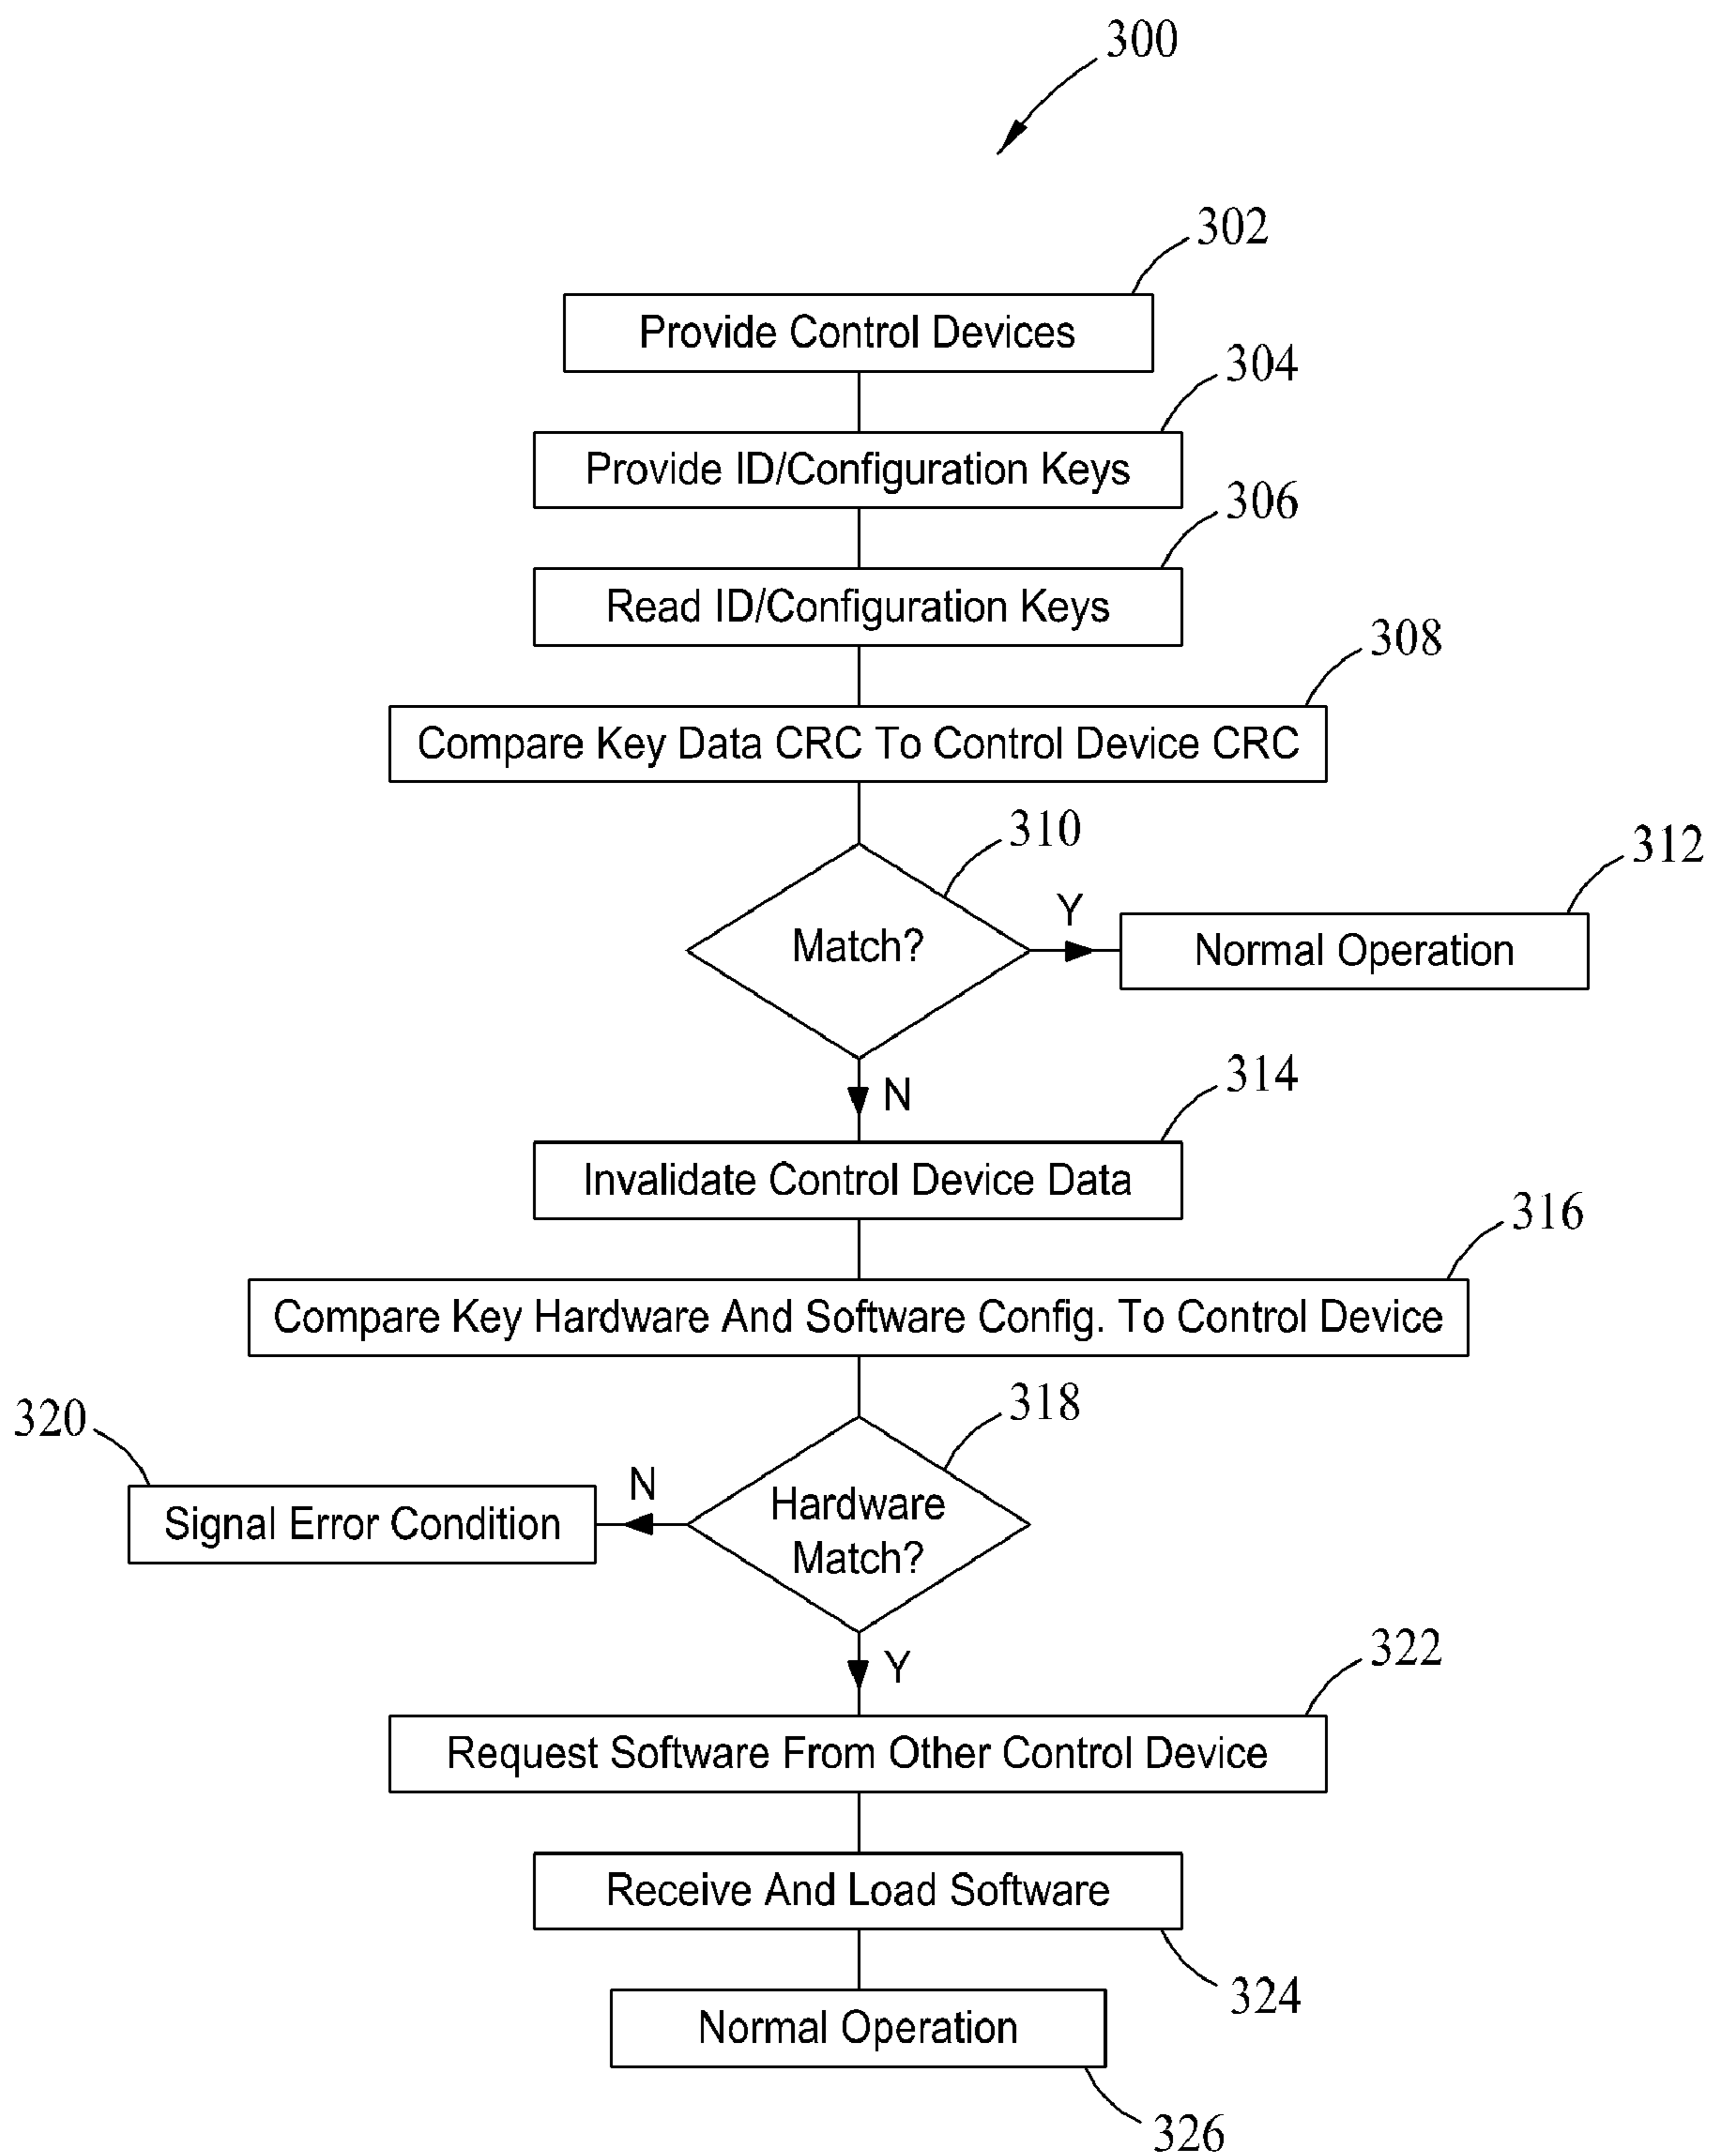 300
302
Provide Control Devices
304
Provide ID/Configuration Keys
306
Read ID/Configuration Keys
308
Compare Key Data CRC To Control Device CRC
310
312
Y
Match?
Normal Operation
N
314
Invalidate Control Device Data
316
Compare Key Hardware And Software Config. To Control Device
318
320
N
Hardware
Match?
Signal Error Condition
Y
322
Request Software From Other Control Device
Receive And Load Software
324
Normal Operation
326